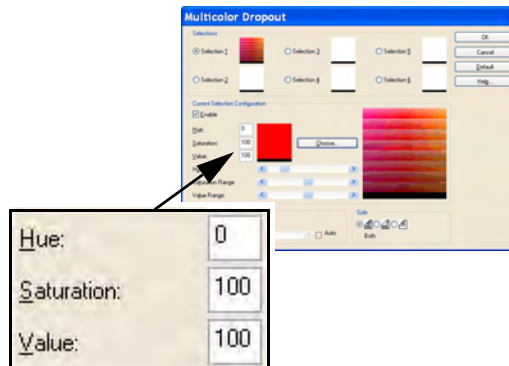 Multicolor Dropout
Selections
Selection 1
Selection 3
Selection 5
OK
Cancel
Default
Help...
Selection 2
Selection 4
Selection 6
Current Selection Configuration
Enable
Hue: 0
Saturation: 100
Value: 100
Choose...
Saturation Range:
Value Range:
Auto
Side
Both
Hue: 0
Saturation: 100
Value: 100